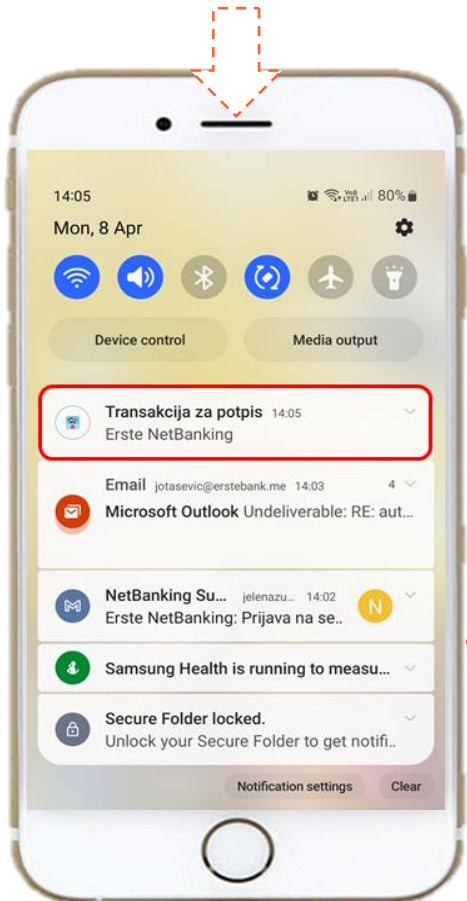 14:05
Vo)) LTE1 80%
Mon, 8 Apr
Device control Media output
Transakcija za potpis 14:05
Erste NetBanking
Email jotasevic@erstebank.me 14:03 4
Microsoft Outlook Undeliverable: RE: aut...
NetBanking Su... jelenazu... 14:02
N
Erste NetBanking: Prijava na se..
Samsung Health is running to measu...
Secure Folder locked.
Unlock your Secure Folder to get notifi..
Notification settings Clear